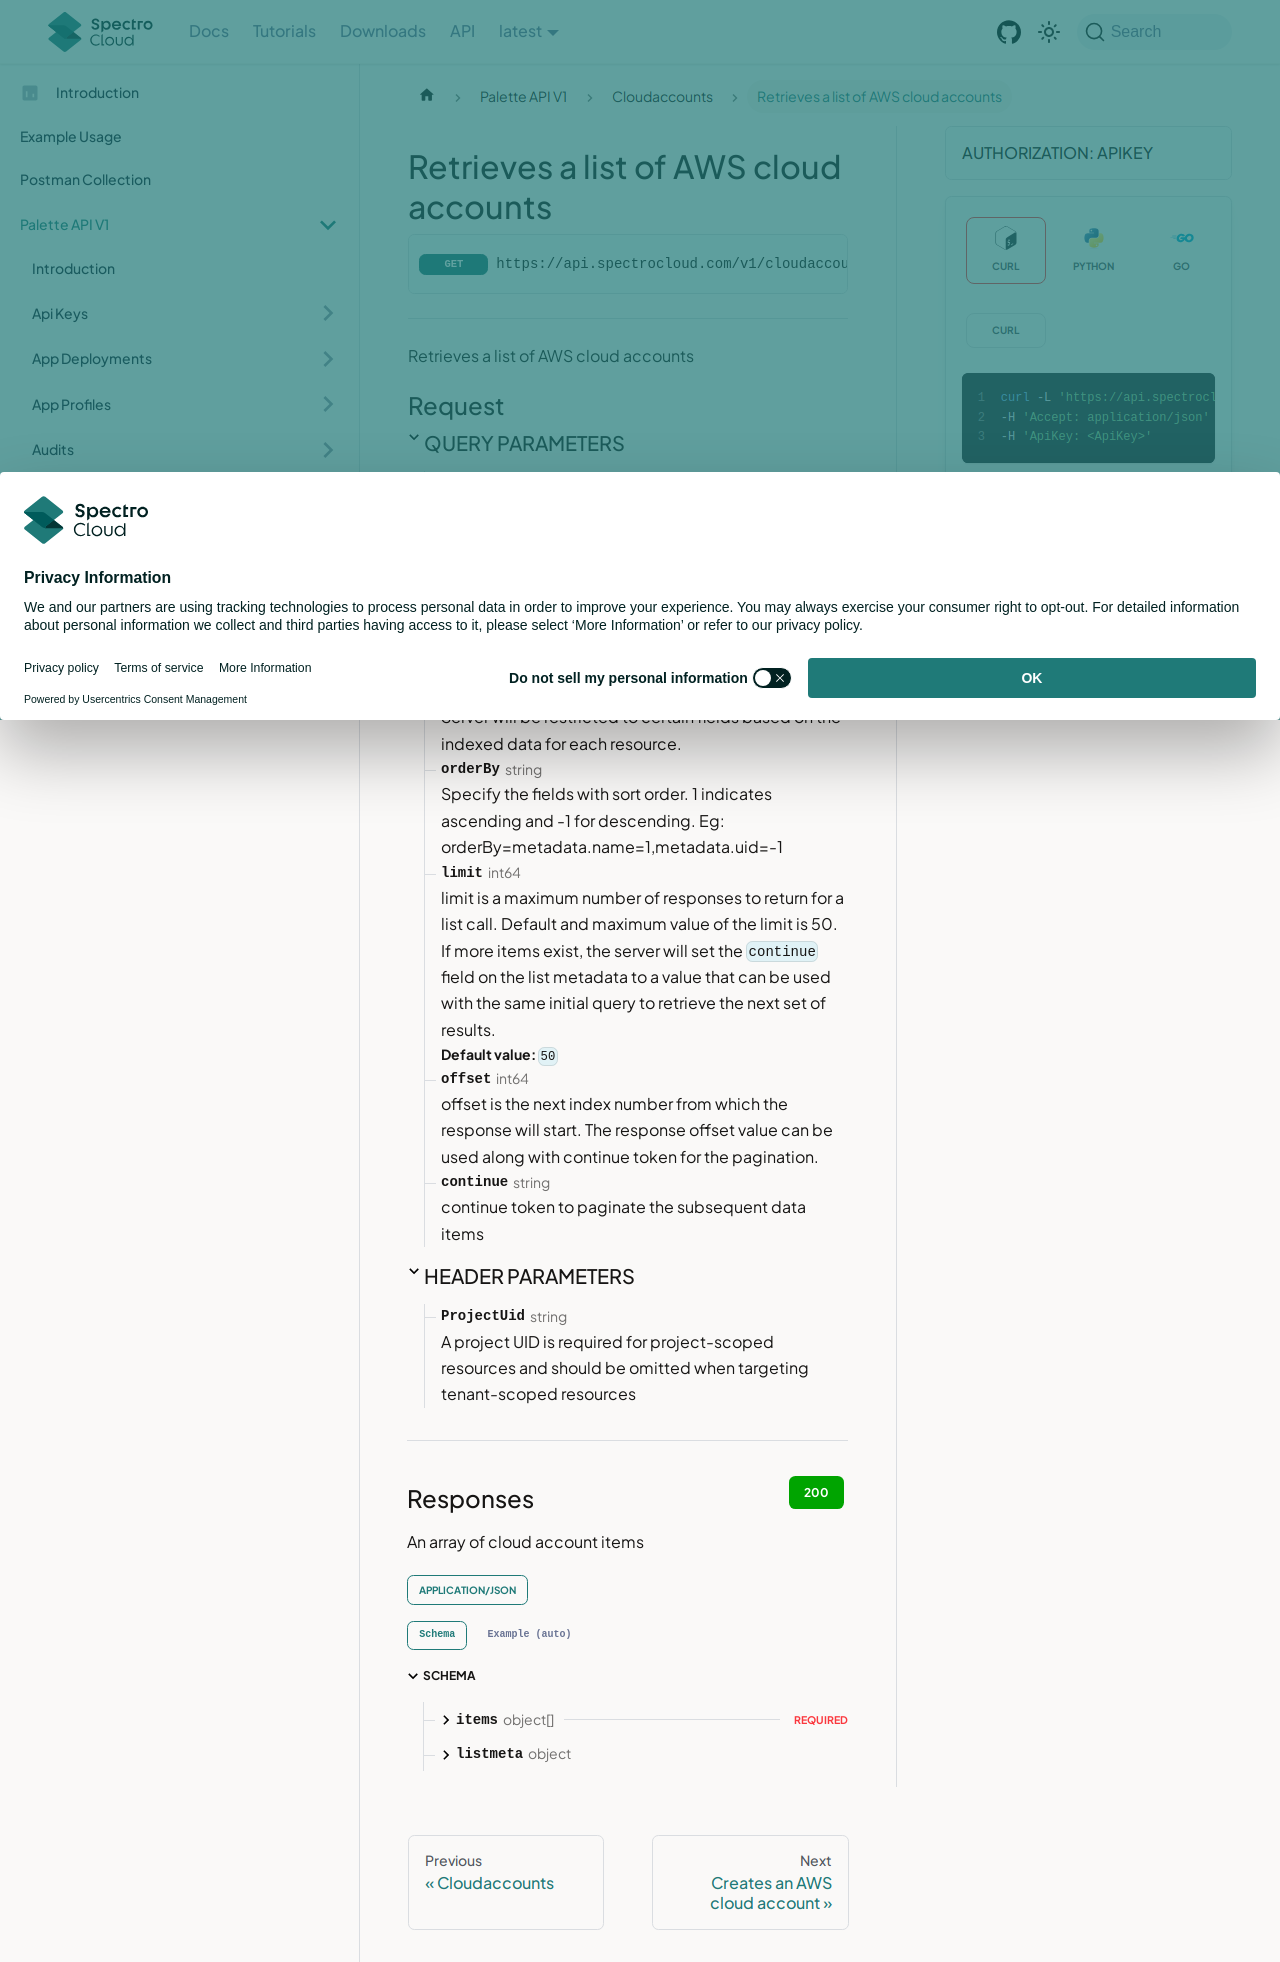 Spectro Cloud
Docs
Tutorials
Downloads
API
latest
Search
Introduction
Example Usage
Postman Collection
Palette API V1
Introduction
Api Keys
App Deployments
App Profiles
Audits
Palette API V1
Cloudaccounts
Retrieves a list of AWS cloud accounts
Retrieves a list of AWS cloud
accounts
GET
https://api.spectrocloud.com/v1/cloudaccou
Retrieves a list of AWS cloud accounts
Request
QUERY PARAMETERS
AUTHORIZATION: APIKEY
CURL
PYTHON
GO
CURL
1 curl -L 'https://api.spectrocl
2 -H 'Accept: application/json'
3 -H 'ApiKey: <ApiKey>'
Spectro
Cloud
Privacy Information
We and our partners are using tracking technologies to process personal data in order to improve your experience. You may always exercise your consumer right to opt-out. For detailed information
about personal information we collect and third parties having access to it, please select ‘More Information’ or refer to our privacy policy.
Privacy policy
Terms of service
More Information
Powered by Usercentrics Consent Management
Do not sell my personal information
OK
Server will be restricted to certain fields based on the
indexed data for each resource.
orderBy string
Specify the fields with sort order. 1 indicates
ascending and -1 for descending. Eg:
orderBy=metadata.name=1,metadata.uid=-1
limit int64
limit is a maximum number of responses to return for a
list call. Default and maximum value of the limit is 50.
If more items exist, the server will set the continue
field on the list metadata to a value that can be used
with the same initial query to retrieve the next set of
results.
Default value: 50
offset int64
offset is the next index number from which the
response will start. The response offset value can be
used along with continue token for the pagination.
continue string
continue token to paginate the subsequent data
items
HEADER PARAMETERS
ProjectUid string
A project UID is required for project-scoped
resources and should be omitted when targeting
tenant-scoped resources
Responses
200
An array of cloud account items
APPLICATION/JSON
Schema
Example (auto)
SCHEMA
items object[]
REQUIRED
listmeta object
Previous
« Cloudaccounts
Next
Creates an AWS
cloud account »